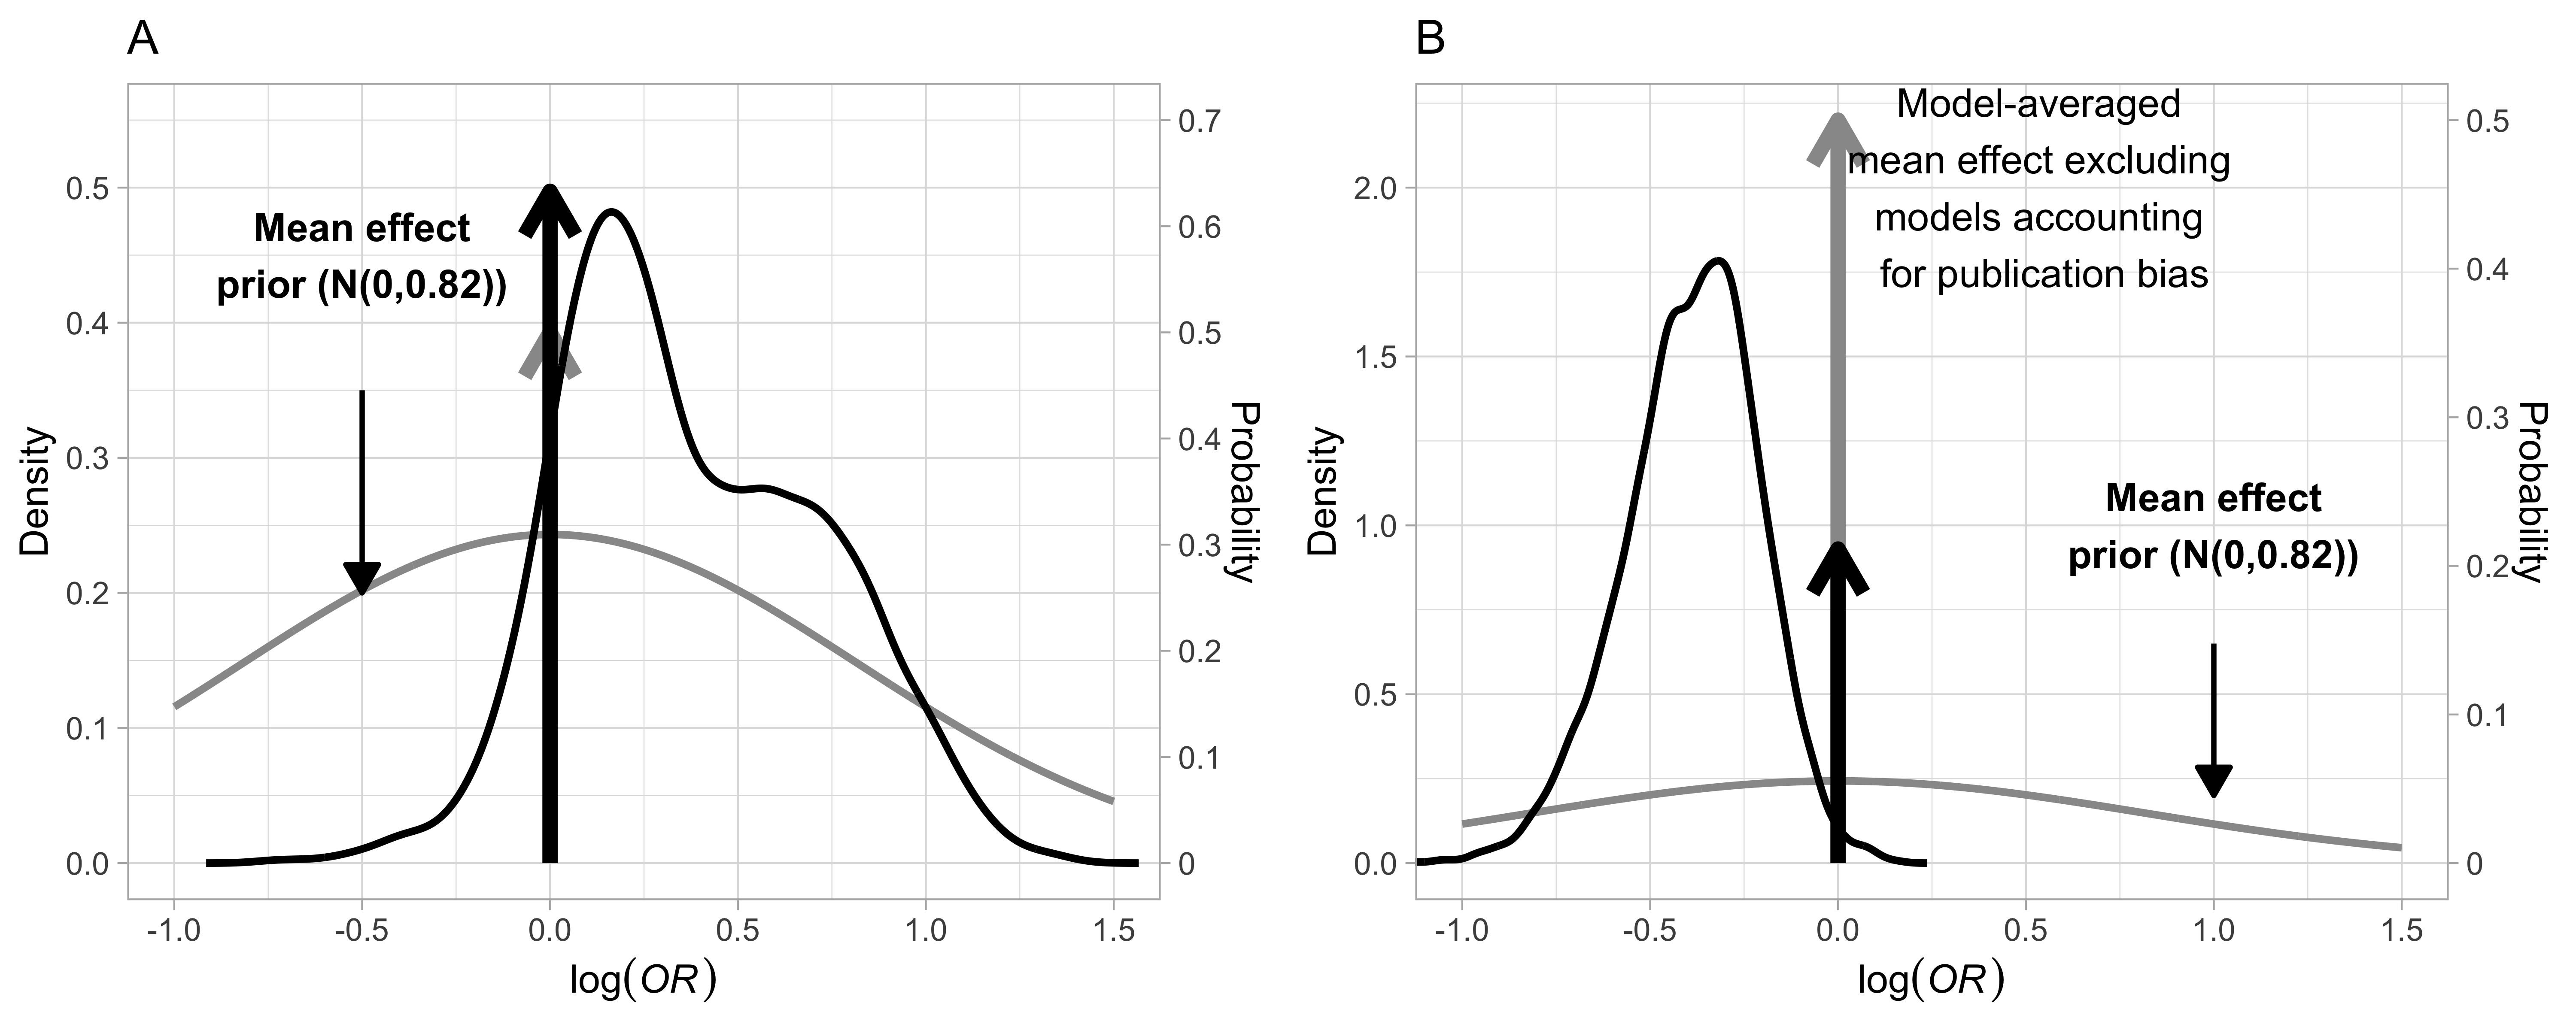 A
Mean effect
prior (N(0,0.82))
Density
0.5
0.4
0.3
0.2
0.1
0.0
0.7
0.6
0.5
0.4
0.3
0.2
0.1
0
Probability
-1.0 -0.5 0.0 0.5 1.0 1.5
log(OR)
B
Model-averaged
mean effect excluding
models accounting
for publication bias
Mean effect
prior (N(0,0.82))
Density
2.0
1.5
1.0
0.5
0.0
0.5
0.4
0.3
0.2
0.1
0
Probability
-1.0 -0.5 0.0 0.5 1.0 1.5
log(OR)